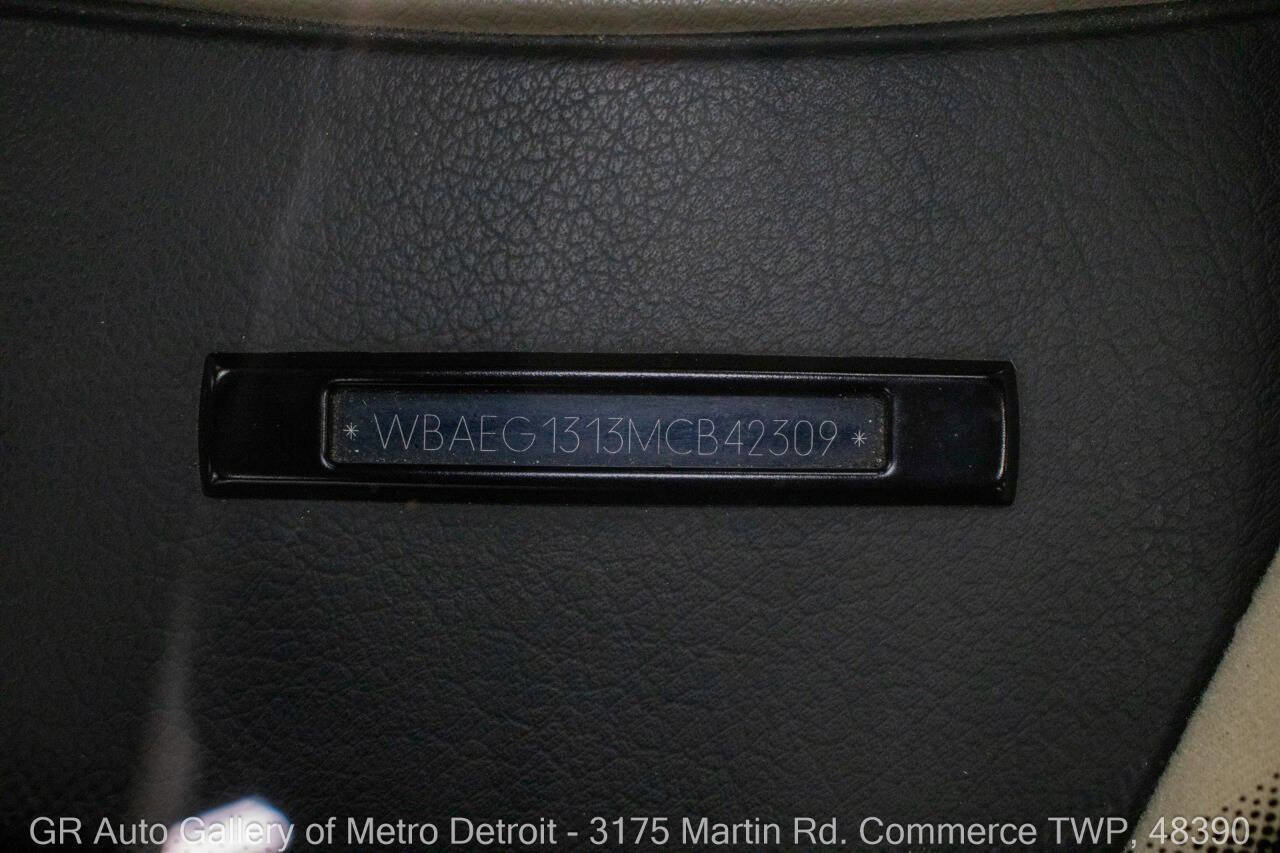 * WBAEG1313MCB42309 *
GR Auto Gallery of Metro Detroit - 3175 Martin Rd. Commerce TWP, 48390